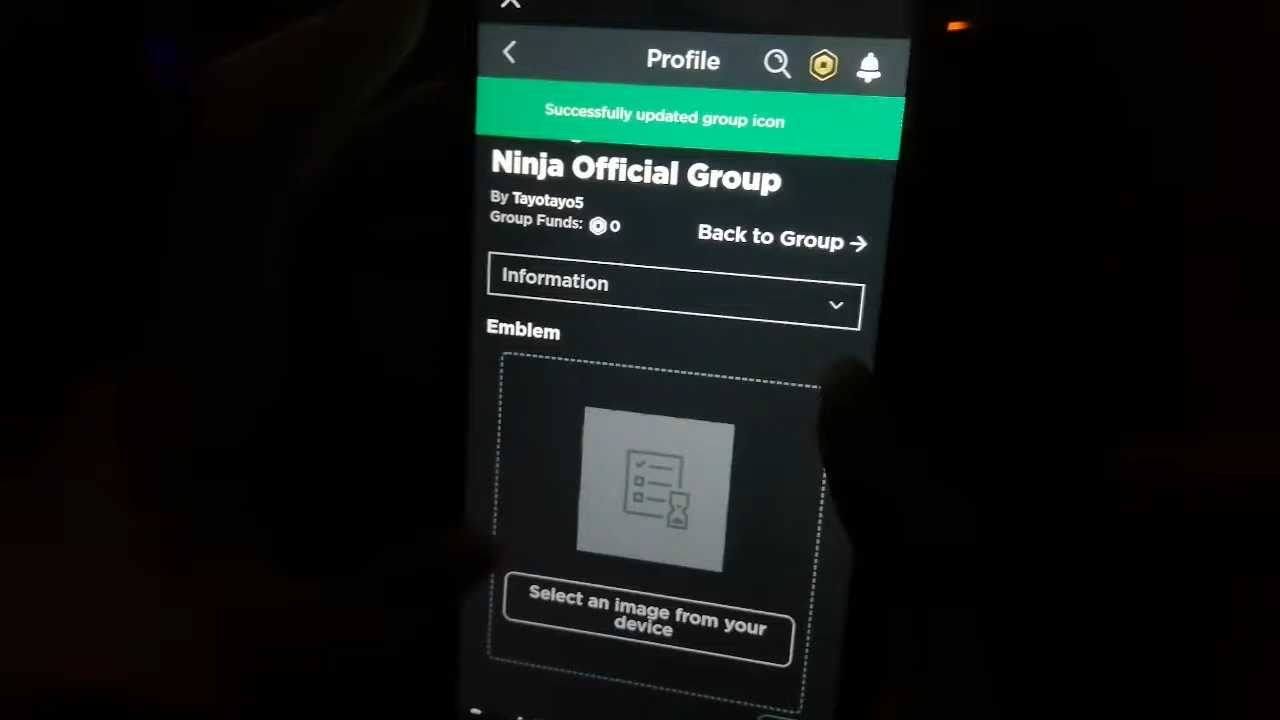 Profile
Successfully updated group icon
Ninja Official Group
By Tayotayo5
Group Funds: 0
Back to Group →
Information
Emblem
Select an image from your
device